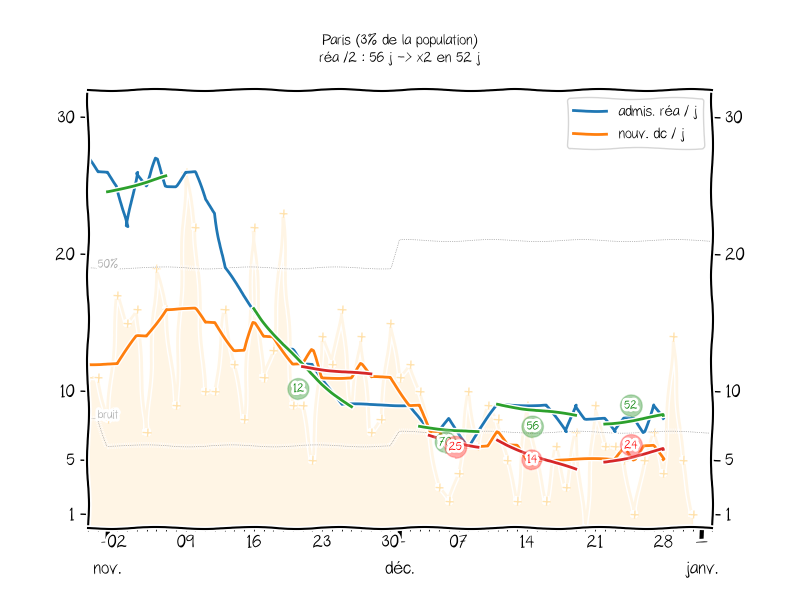 Paris (3% de la population)
réa /2 : 56 j -> x2 en 52 j
admis. réa / j
nouv. dc / j
30 30
20 20
50%
10 10
bruit
5 5
1 1
12
25
56
14
52
24
02 09 16 23 30 07 14 21 28
nov. déc. janv.